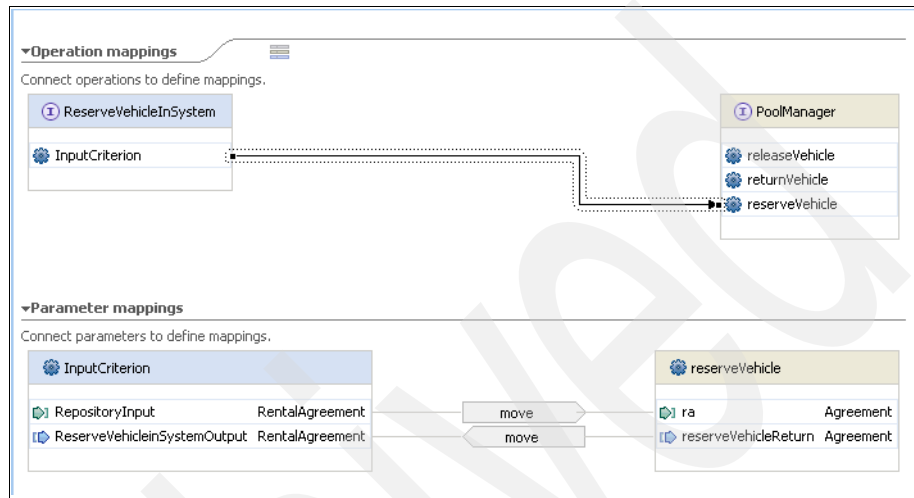 Operation mappings
Connect operations to define mappings.
ReserveVehicleInSystem
PoolManager
InputCriterion
releaseVehicle
returnVehicle
reserveVehicle
Parameter mappings
Connect parameters to define mappings.
InputCriterion
reserveVehicle
RepositoryInput RentalAgreement move ra Agreement
ReserveVehicleinSystemOutput RentalAgreement move reserveVehicleReturn Agreement